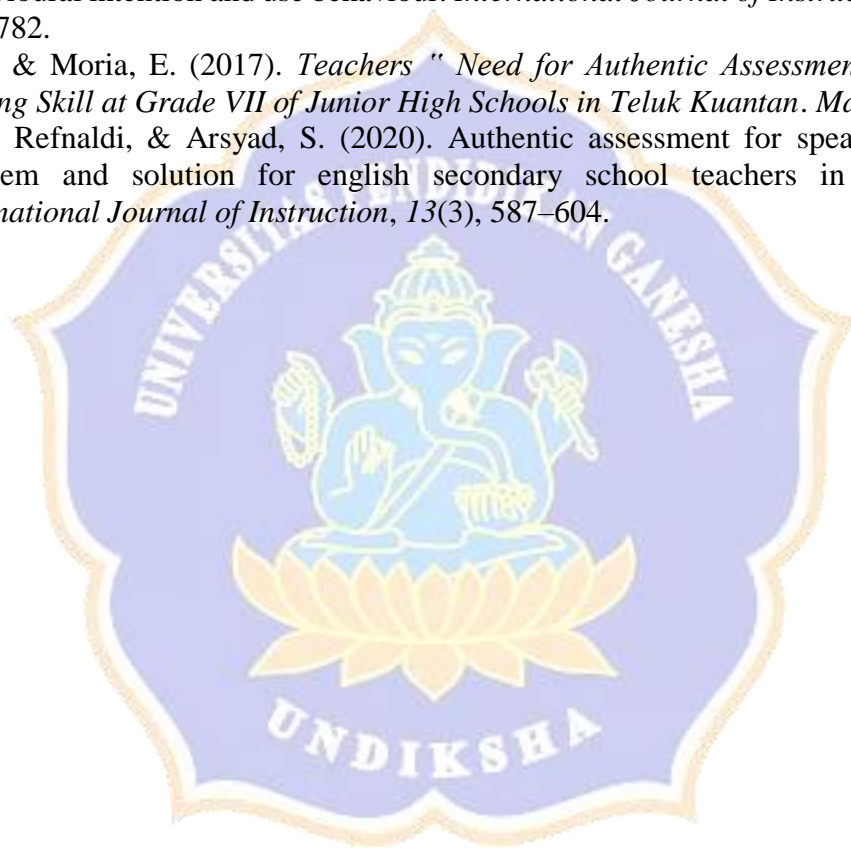 782.
& Moria, E. (2017). Teachers “ Need for Authentic Assessmen
ng Skill at Grade VII of Junior High Schools in Teluk Kuantan. Ma
Refnaldi, & Arsyad, S. (2020). Authentic assessment for spea
em and solution for english secondary school teachers in
national Journal of Instruction, 13(3), 587–604.
UNIVERSITAS PENDIDIKAN GANESHA
UNDIKSHA